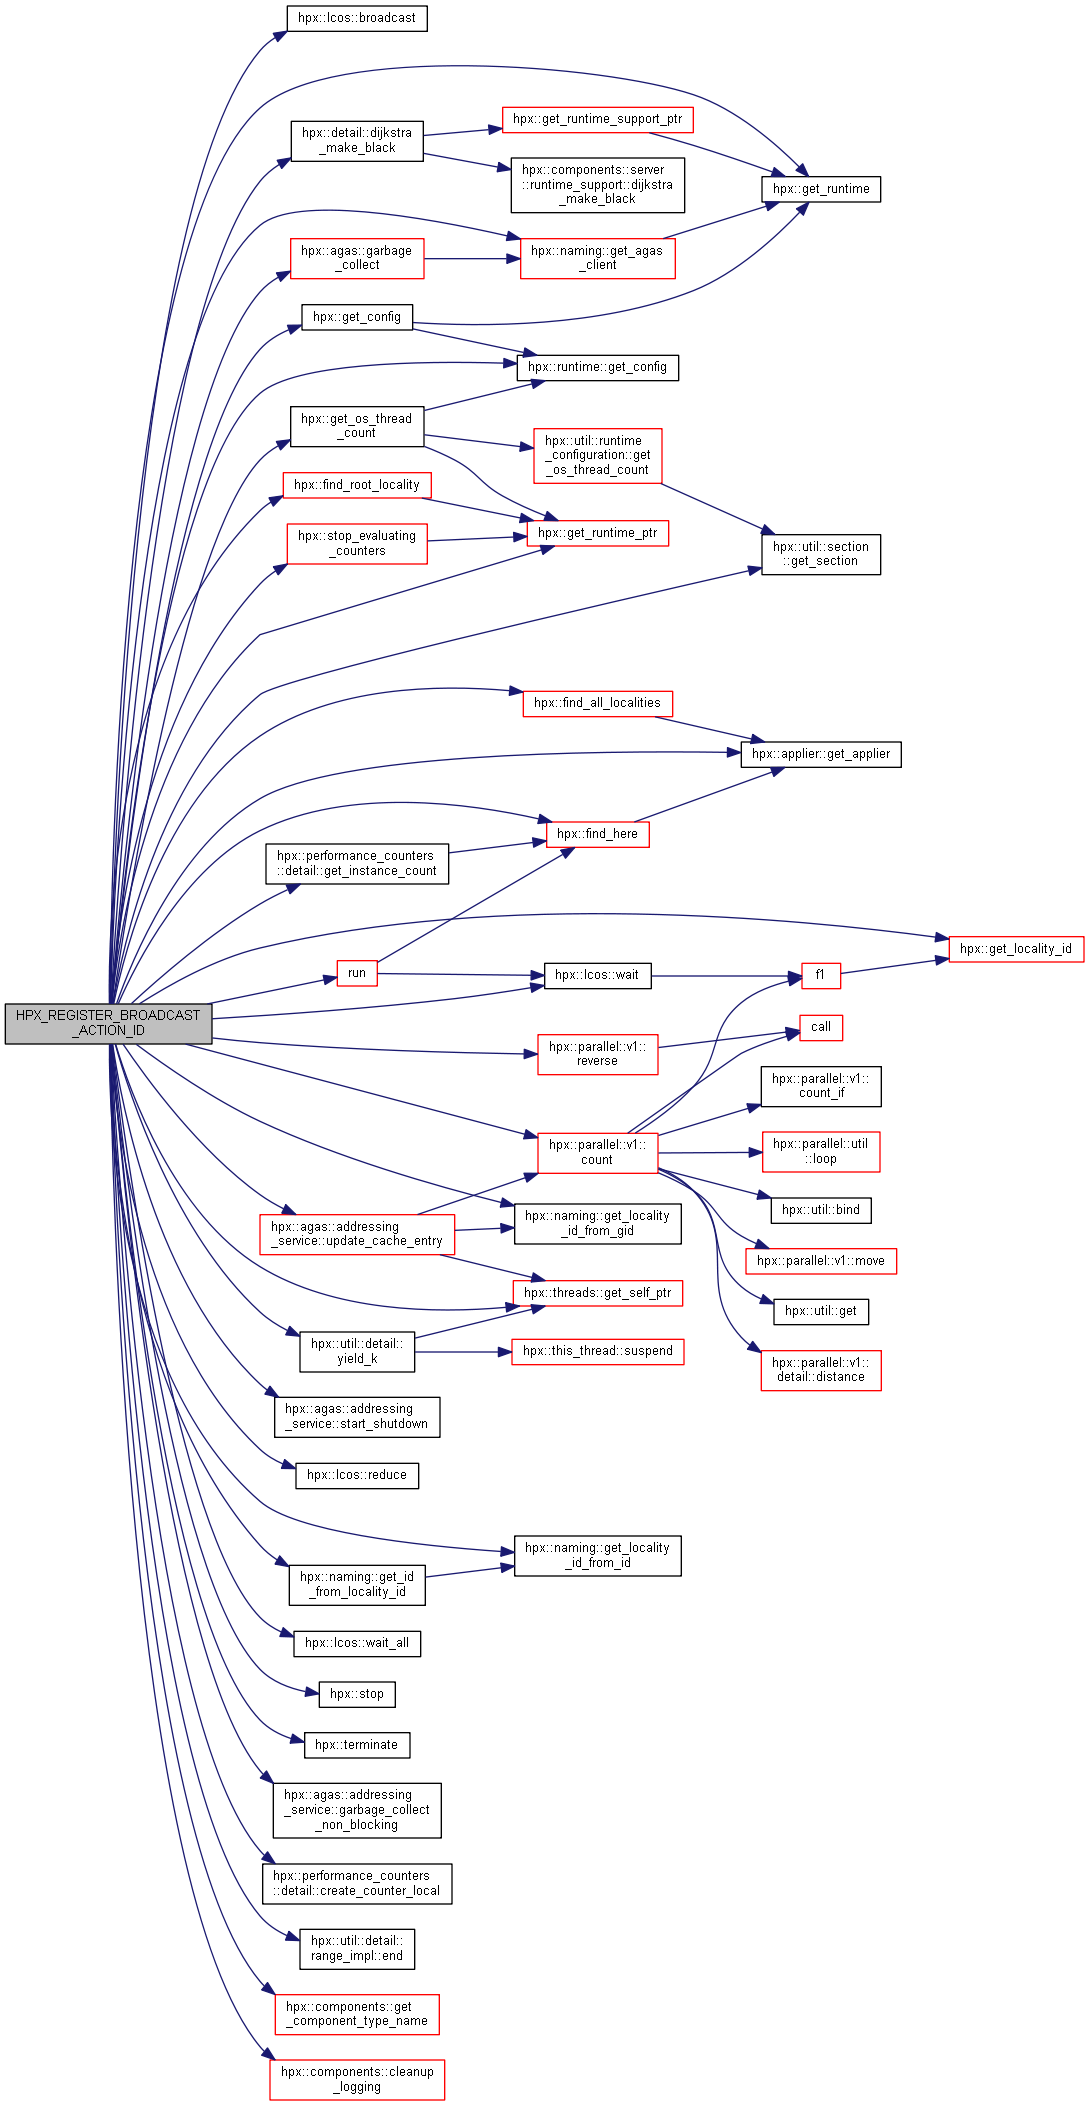 hpx::lcos::broadcast
hpx::get_runtime_support_ptr
hpx::detail::dijkstra
_make_black
hpx::components::server
::runtime_support::dijkstra
_make_black
hpx::get_runtime
hpx::agas::garbage
_collect
hpx::naming::get_agas
_client
hpx::get_config
hpx::runtime::get_config
hpx::get_os_thread
_count
hpx::util::runtime
_configuration::get
_os_thread_count
hpx::find_root_locality
hpx::get_runtime_ptr
hpx::stop_evaluating
_counters
hpx::util::section
::get_section
hpx::find_all_localities
hpx::applier::get_applier
hpx::find_here
hpx::performance_counters
::detail::get_instance_count
hpx::get_locality_id
run
hpx::lcos::wait
f1
HPX_REGISTER_BROADCAST
_ACTION_ID
call
hpx::parallel::v1::
reverse
hpx::parallel::v1::
count_if
hpx::parallel::v1::
count
hpx::parallel::util
::loop
hpx::util::bind
hpx::agas::addressing
_service::update_cache_entry
hpx::naming::get_locality
_id_from_gid
hpx::parallel::v1::move
hpx::threads::get_self_ptr
hpx::util::get
hpx::util::detail::
yield_k
hpx::this_thread::suspend
hpx::parallel::v1::
detail::distance
hpx::agas::addressing
_service::start_shutdown
hpx::lcos::reduce
hpx::naming::get_locality
_id_from_id
hpx::naming::get_id
_from_locality_id
hpx::lcos::wait_all
hpx::stop
hpx::terminate
hpx::agas::addressing
_service::garbage_collect
_non_blocking
hpx::performance_counters
::detail::create_counter_local
hpx::util::detail::
range_impl::end
hpx::components::get
_component_type_name
hpx::components::cleanup
_logging